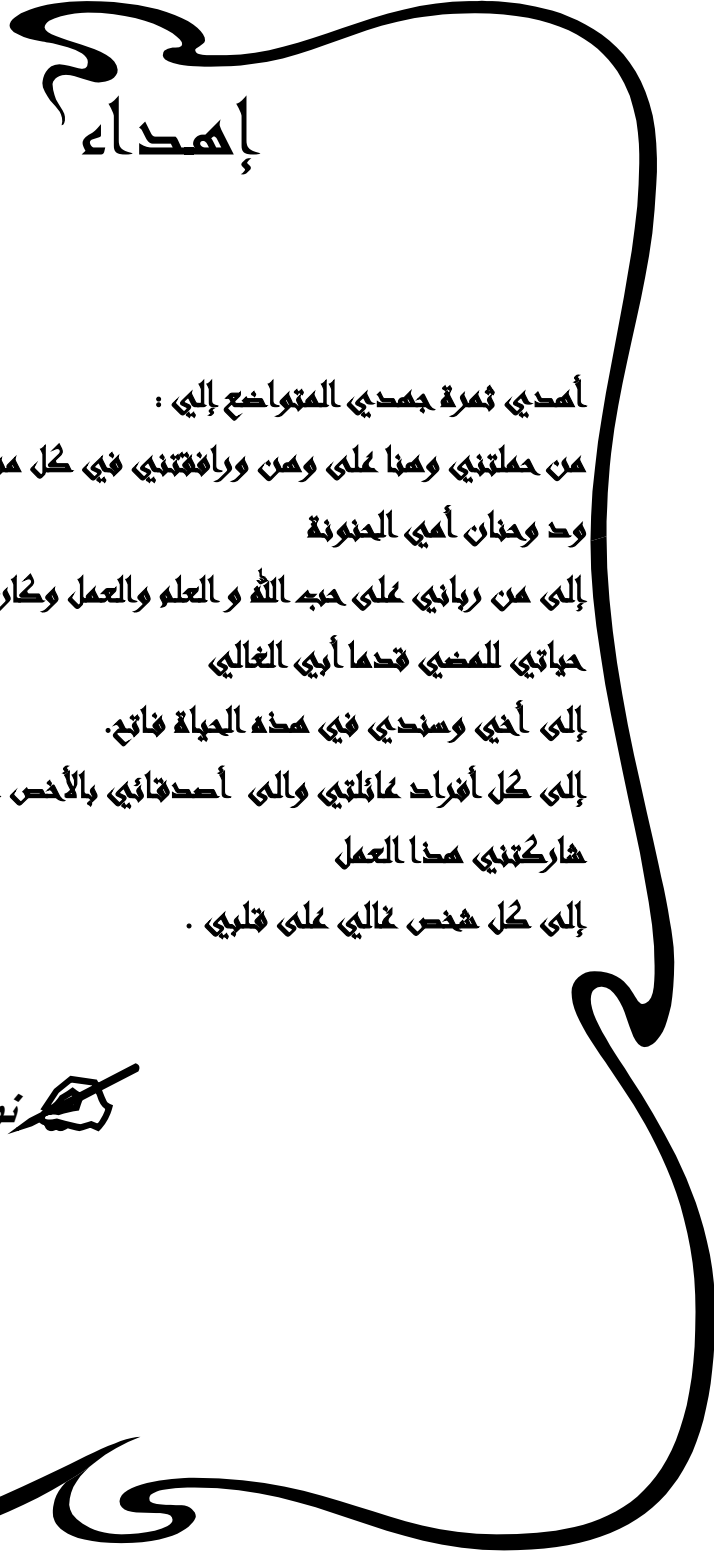 إهداء
أهدي ثمرة جهدي المتواضع إلي :
من حملتني وهنا على وهن ورافقتني في كل
ود وحنان أمي الحنونة
إلى من رباني على حب الله و العلم والعمل
حياتي للمضي قدما أبي الغالي
إلى أخي وسندي في هذه الحياة فاتح.
إلى كل أفراد عائلتي والى أصدقائي بالأخص
شاركتني هذا العمل
إلى كل شخص غالي على قلبي .